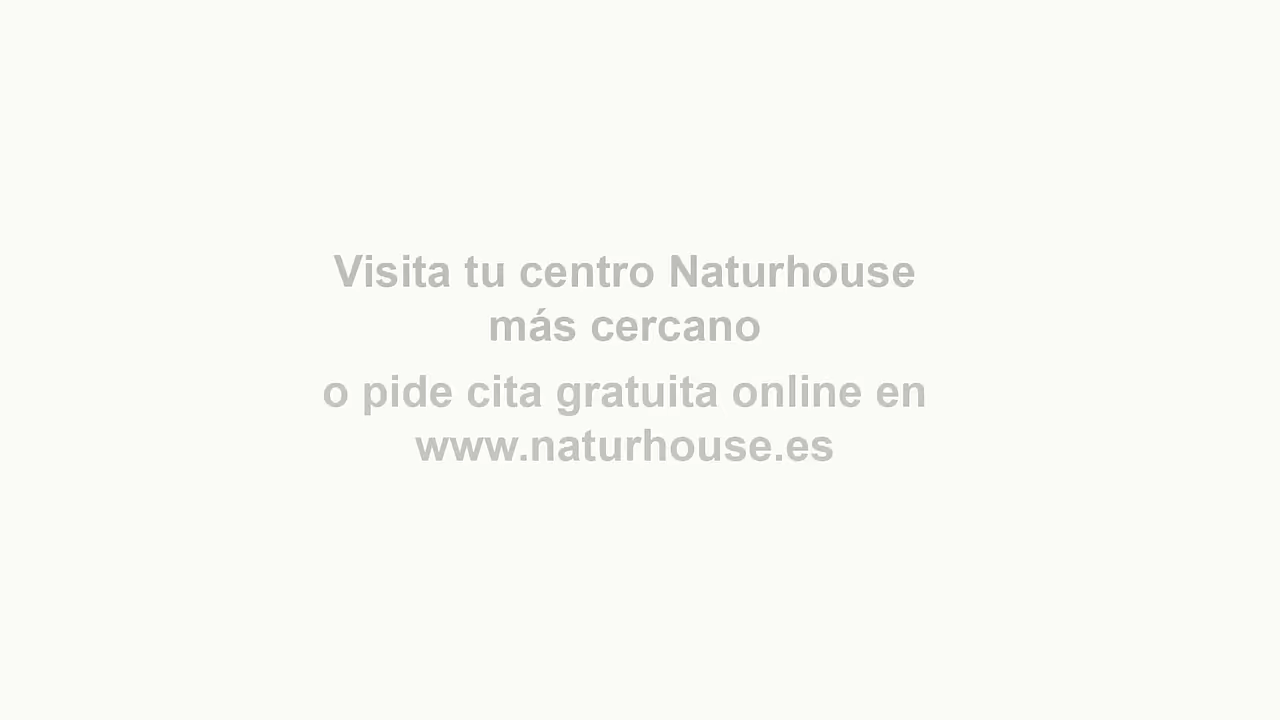 Visita tu centro Naturhouse
más cercano
o pide cita gratuita online en
www.naturhouse.es